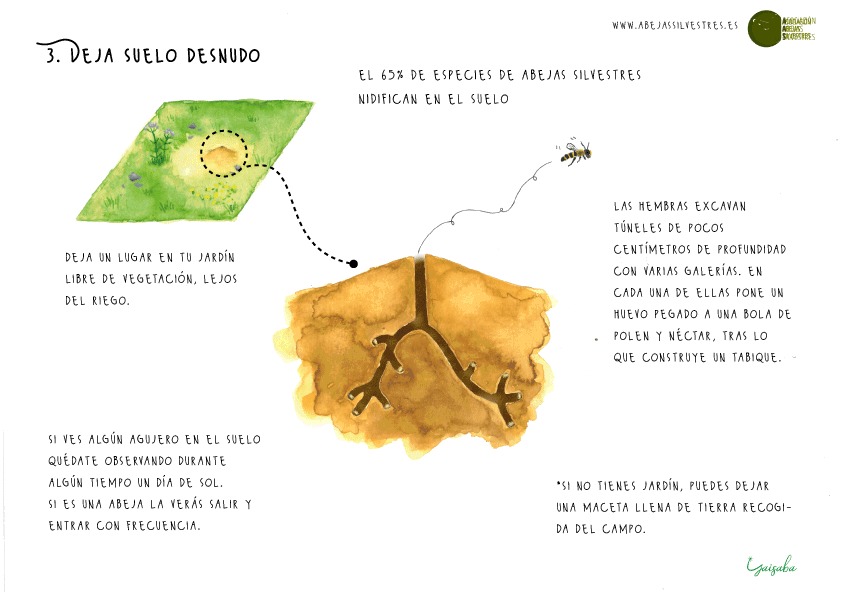 WWW.ABEJASSILVESTRES.ES
ASOCIACIÓN
ABEJAS
SILVESTRES
3. DEJA SUELO DESNUDO
EL 65% DE ESPECIES DE ABEJAS SILVESTRES
NIDIFICAN EN EL SUELO
LAS HEMBRAS EXCAVAN
TÚNELES DE POCOS
CENTÍMETROS DE PROFUNDIDAD
CON VARIAS GALERÍAS. EN
CADA UNA DE ELLAS PONE UN
HUEVO PEGADO A UNA BOLA DE
POLEN Y NÉCTAR, TRAS LO
QUE CONSTRUYE UN TABIQUE.
DEJA UN LUGAR EN TU JARDÍN
LIBRE DE VEGETACIÓN, LEJOS
DEL RIEGO.
SI VES ALGÚN AGUJERO EN EL SUELO
QUÉDATE OBSERVANDO DURANTE
ALGÚN TIEMPO UN DÍA DE SOL.
SI ES UNA ABEJA LA VERÁS SALIR Y
ENTRAR CON FRECUENCIA.
*SI NO TIENES JARDÍN, PUEDES DEJAR
UNA MACETA LLENA DE TIERRA RECOGI-
DA DEL CAMPO.